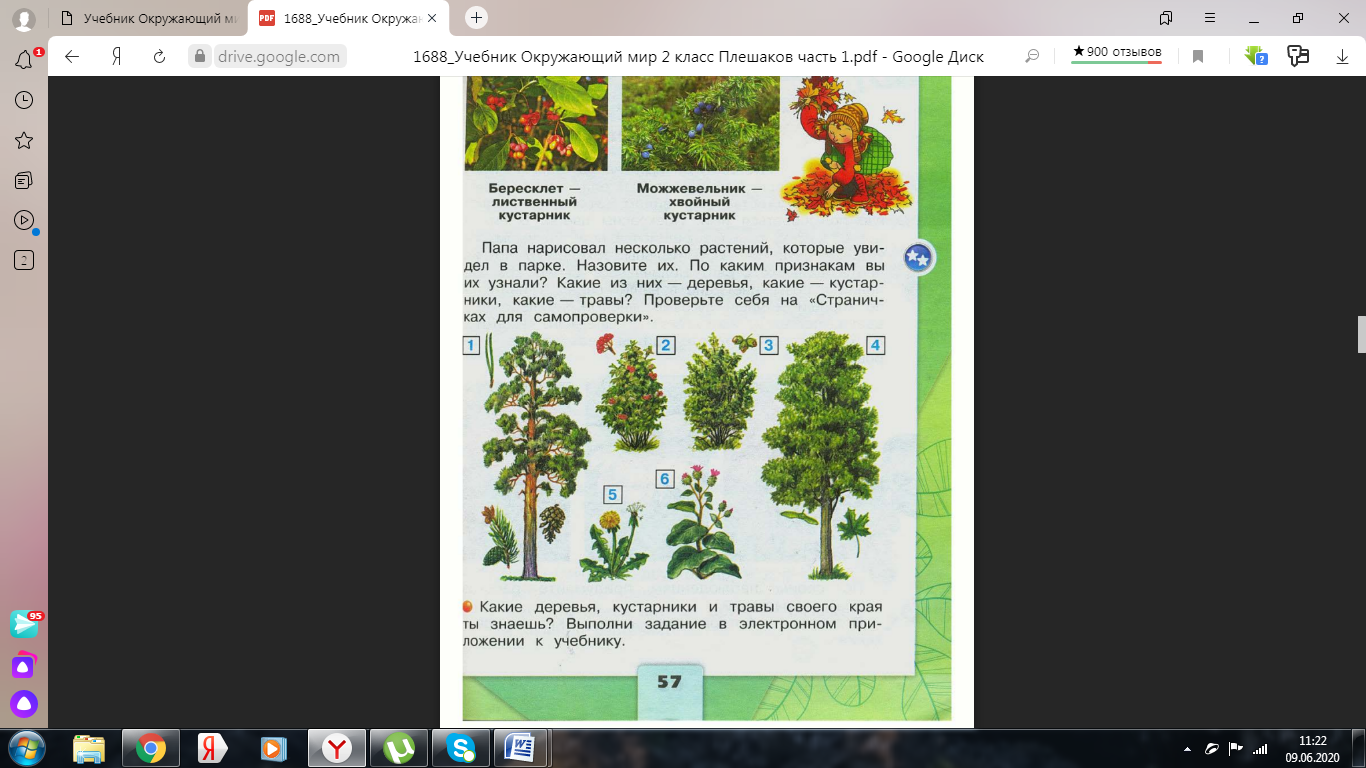 Учебник Окружающий ми
1688_Учебник Окружа
1
drive.google.com
1688_Учебник Окружающий мир 2 класс Плешаков часть 1.pdf - Google Диск
★900 отзывов
Бересклет —
лиственный
кустарник
Можжевельник —
хвойный
кустарник
Папа нарисовал несколько растений, которые уви-
дел в парке. Назовите их. По каким признакам вы
их узнали? Какие из них — деревья, какие — кустар-
ники, какие — травы? Проверьте себя на «Странич-
ках для самопроверки».
1
2
3
4
5
6
Какие деревья, кустарники и травы своего края
ты знаешь? Выполни задание в электронном при-
ложении к учебнику.
57
2
95
11:22
09.06.2020